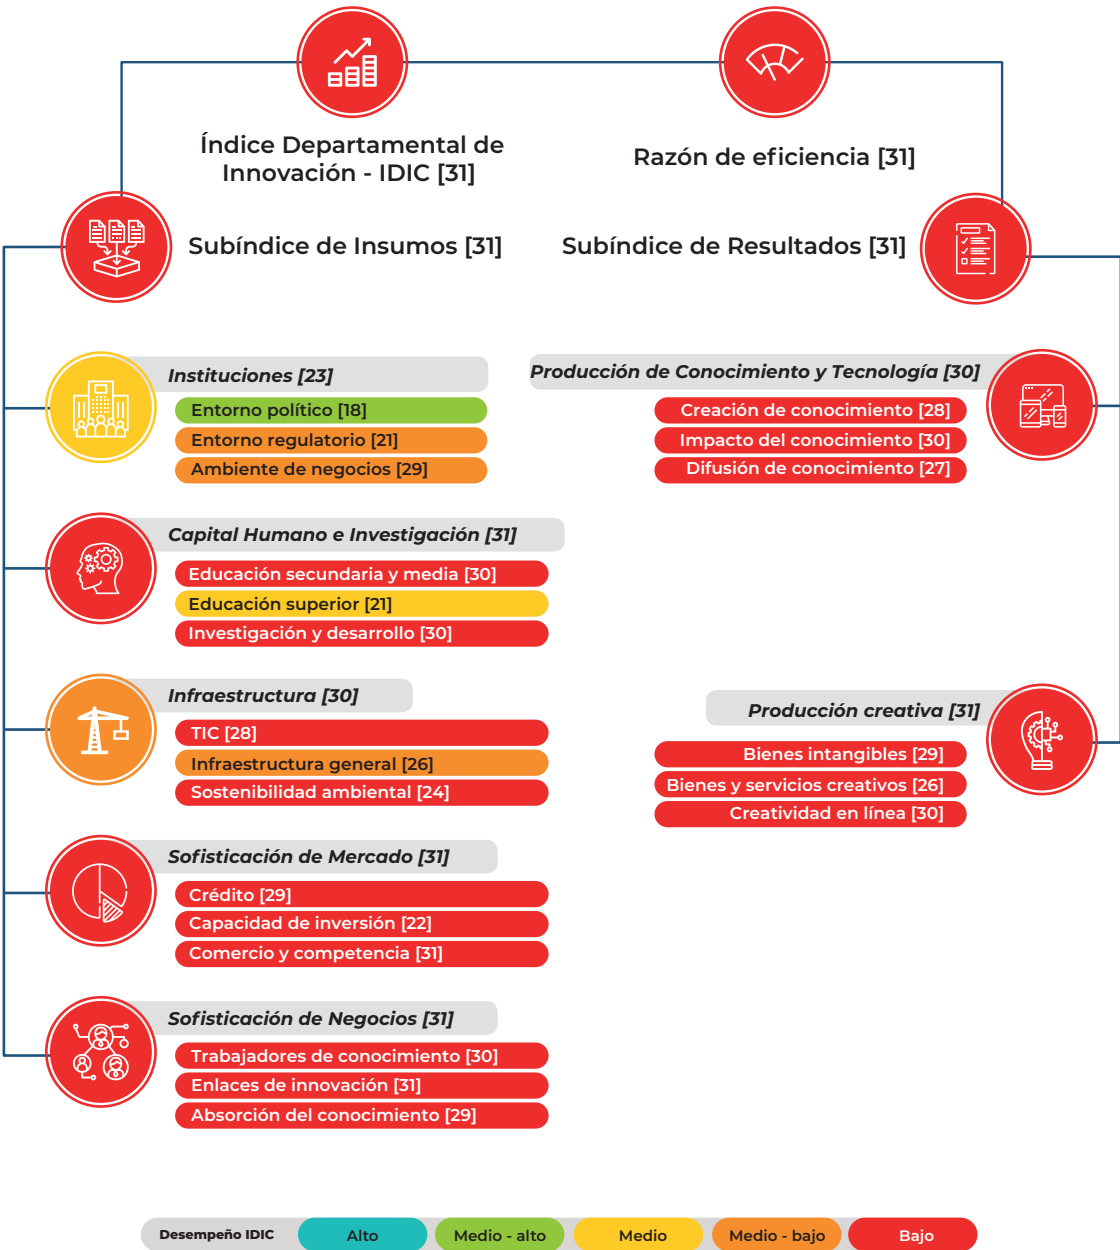 Índice Departamental de
Innovación - IDIC [31]
Razón de eficiencia [31]
Subíndice de Insumos [31]
Subíndice de Resultados [31]
Instituciones [23]
Entorno político [18]
Entorno regulatorio [21]
Ambiente de negocios [29]
Capital Humano e Investigación [31]
Educación secundaria y media [30]
Educación superior [21]
Investigación y desarrollo [30]
Infraestructura [30]
TIC [28]
Infraestructura general [26]
Sostenibilidad ambiental [24]
Sofisticación de Mercado [31]
Crédito [29]
Capacidad de inversión [22]
Comercio y competencia [31]
Sofisticación de Negocios [31]
Trabajadores de conocimiento [30]
Enlaces de innovación [31]
Absorción del conocimiento [29]
Producción de Conocimiento y Tecnología [30]
Creación de conocimiento [28]
Impacto del conocimiento [30]
Difusión de conocimiento [27]
Producción creativa [31]
Bienes intangibles [29]
Bienes y servicios creativos [26]
Creatividad en línea [30]
Desempeño IDIC Alto Medio - alto Medio Medio - bajo Bajo